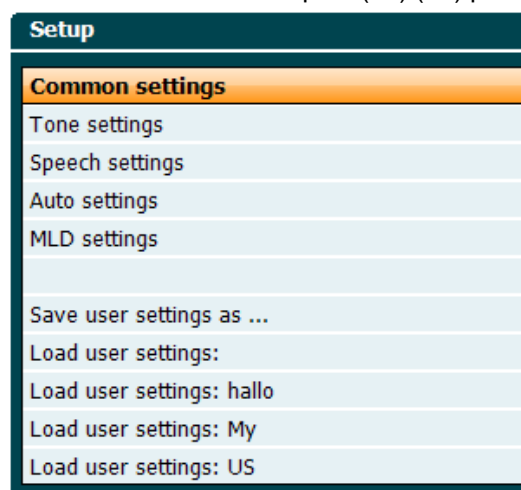 Setup
Common settings
Tone settings
Speech settings
Auto settings
MLD settings
Save user settings as ...
Load user settings:
Load user settings: hallo
Load user settings: My
Load user settings: US